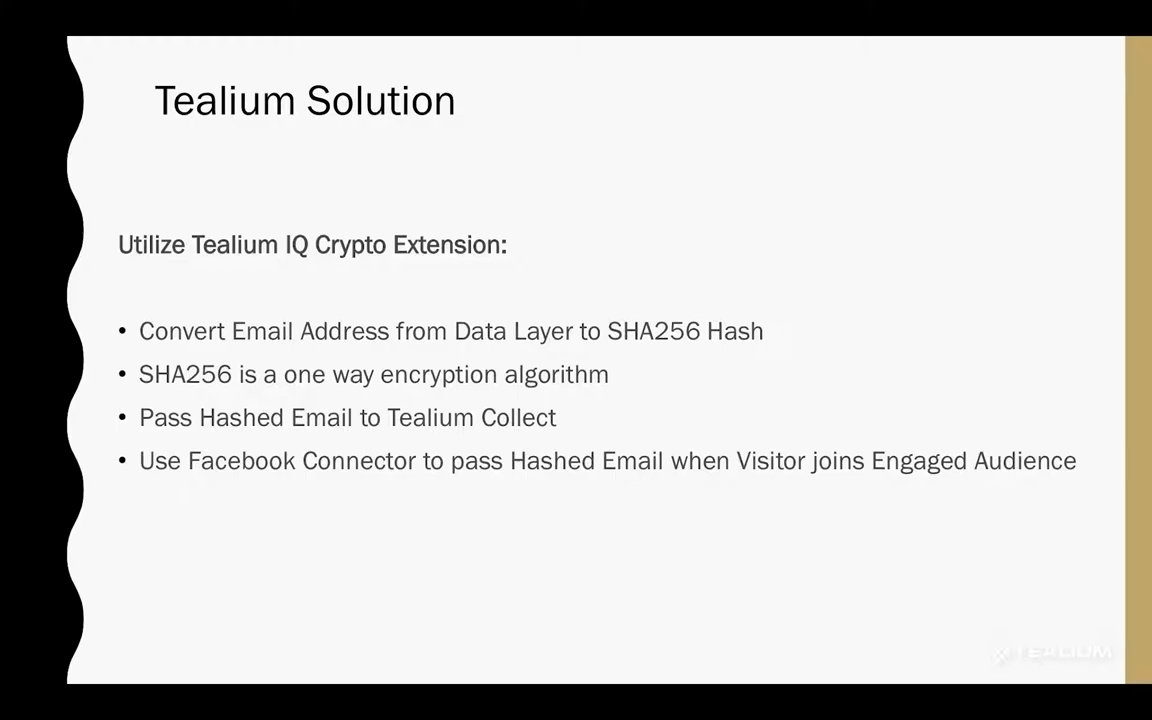 Tealium Solution
Utilize Tealium IQ Crypto Extension:
• Convert Email Address from Data Layer to SHA256 Hash
• SHA256 is a one way encryption algorithm
• Pass Hashed Email to Tealium Collect
• Use Facebook Connector to pass Hashed Email when Visitor joins Engaged Audience
TEALIUM